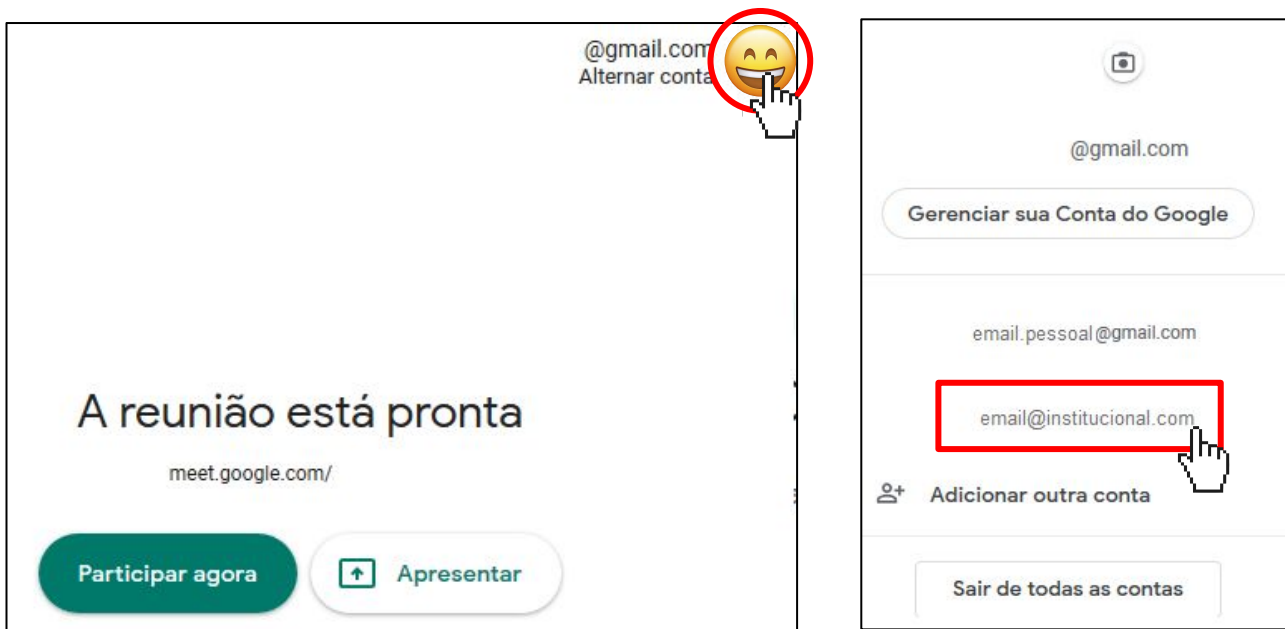 @gmail.com
Alternar conta
A reunião está pronta
meet.google.com/
Participar agora
Apresentar
@gmail.com
Gerenciar sua Conta do Google
email.pessoal@gmail.com
email@institucional.com
Adicionar outra conta
Sair de todas as contas